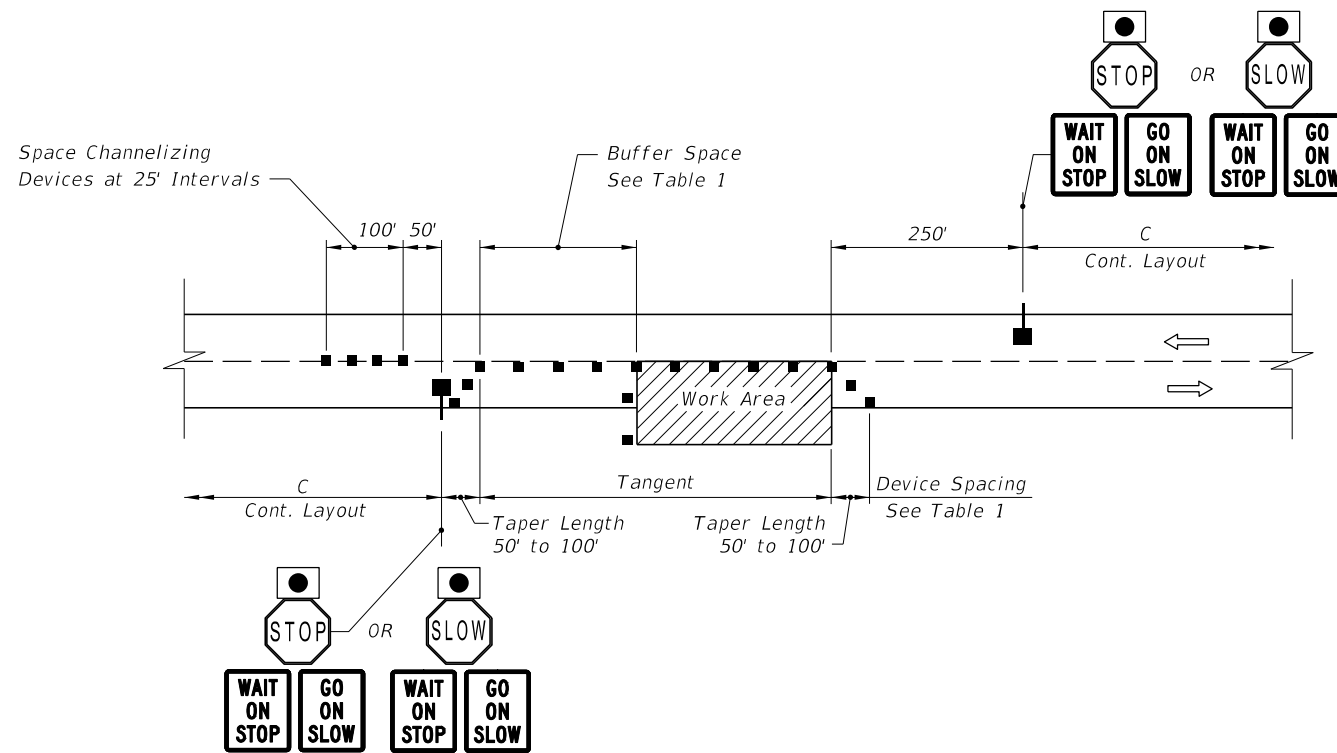 STOP
OR
SLOW
WAIT
ON
STOP
GO
ON
SLOW
WAIT
ON
STOP
GO
ON
SLOW
Space Channelizing
Devices at 25' Intervals
Buffer Space
See Table 1
100'
50'
250'
C
Cont. Layout
Work Area
C
Cont. Layout
Tangent
Device Spacing
See Table 1
Taper Length
50' to 100'
Taper Length
50' to 100'
STOP
OR
SLOW
WAIT
ON
STOP
GO
ON
SLOW
WAIT
ON
STOP
GO
ON
SLOW